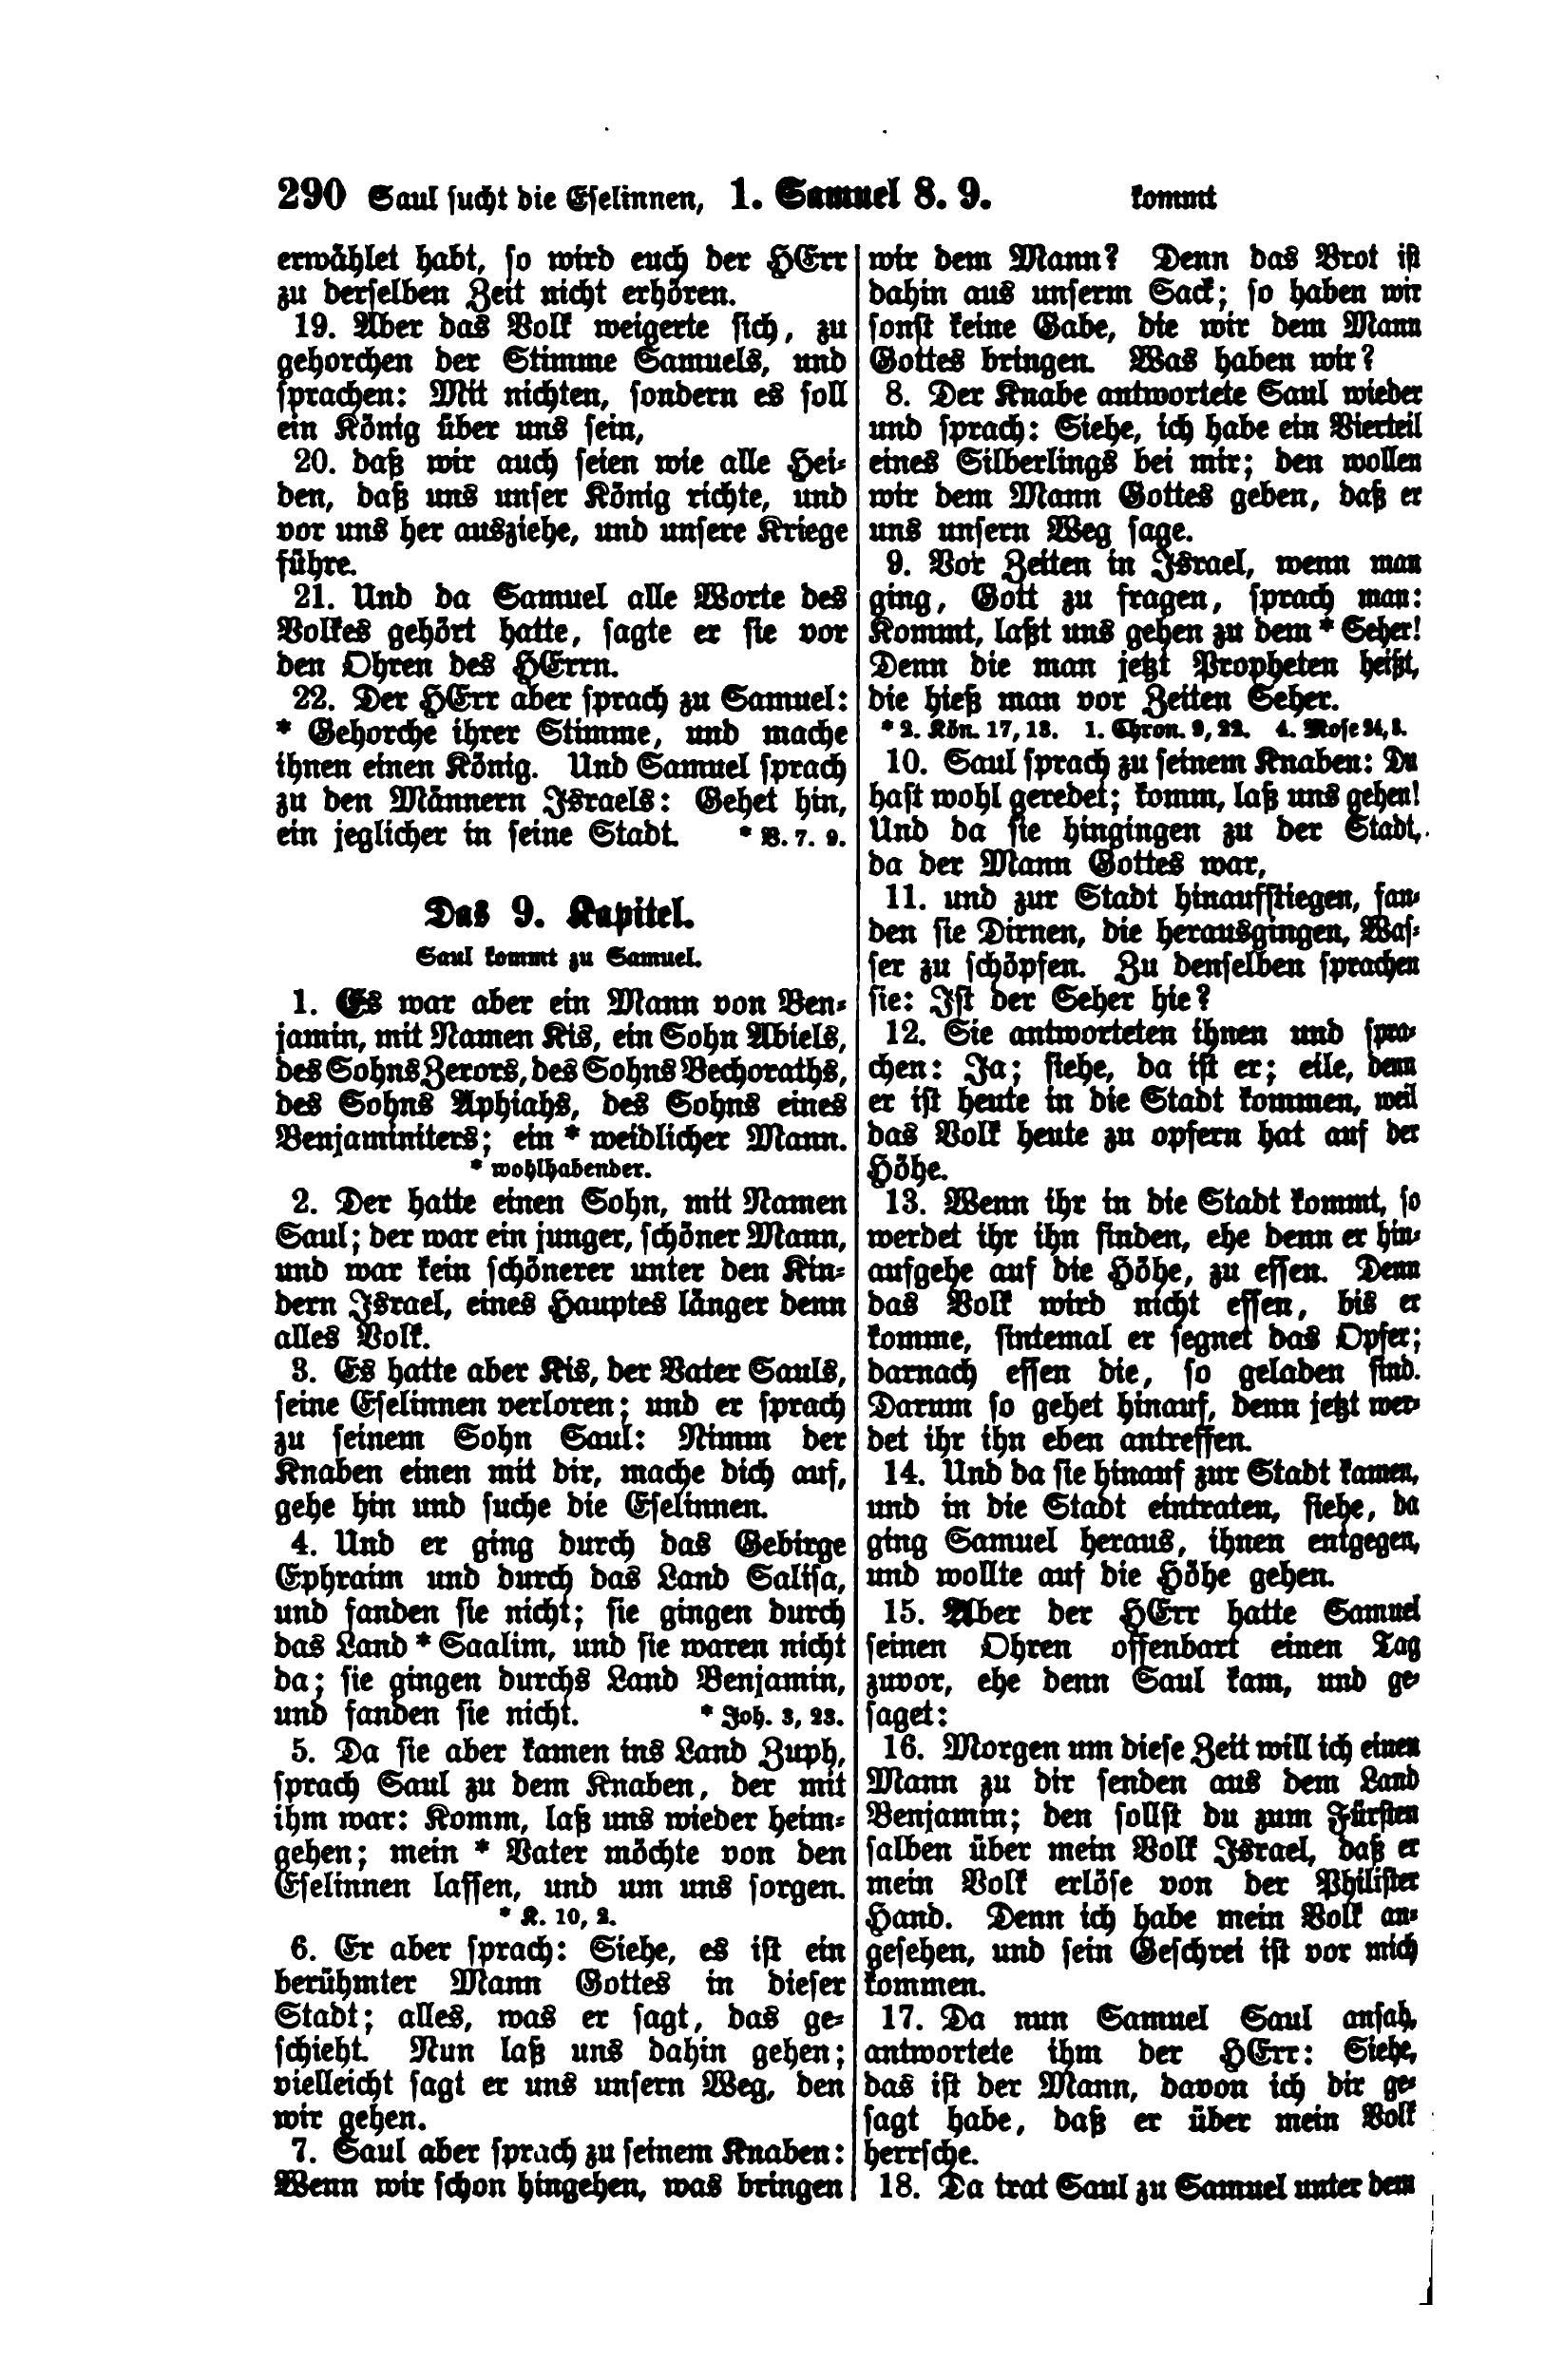 290 Saul sucht die Eselinnen, 1. Samuel 8. 9. kommt
erwählet habt, so wird euch der HErr
zu derselben Zeit nicht erhören.
19. Aber das Volk weigerte sich, zu
gehorchen der Stimme Samuels, und
sprachen: Mit nichten, sondern es soll
ein König über uns sein,
20. daß wir auch seien wie alle Hei-
den, daß uns unser König richte, und
vor uns her ausziehe, und unsere Kriege
führe.
21. Und da Samuel alle Worte des
Volkes gehört hatte, sagte er sie vor
den Ohren des HErrn.
22. Der HErr aber sprach zu Samuel:
* Gehorche ihrer Stimme, und mache
ihnen einen König. Und Samuel sprach
zu den Männern Israels: Gehet hin,
ein jeglicher in seine Stadt. * V. 7. 9.
Das 9. Kapitel.
Saul kommt zu Samuel.
1. Es war aber ein Mann von Ben-
jamin, mit Namen Kis, ein Sohn Abiels,
des Sohns Zerors, des Sohns Bechoraths,
des Sohns Aphiahs, des Sohns eines
Benjaminiters; ein * weidlicher Mann.
* wohlhabender.
2. Der hatte einen Sohn, mit Namen
Saul; der war ein junger, schöner Mann,
und war kein schönerer unter den Kin-
dern Israel, eines Hauptes länger denn
alles Volk.
3. Es hatte aber Kis, der Vater Sauls,
seine Eselinnen verloren; und er sprach
zu seinem Sohn Saul: Nimm der
Knaben einen mit dir, mache dich auf,
gehe hin und suche die Eselinnen.
4. Und er ging durch das Gebirge
Ephraim und durch das Land Salisa,
und fanden sie nicht; sie gingen durch
das Land * Saalim, und sie waren nicht
da; sie gingen durchs Land Benjamin,
und fanden sie nicht. * Joh. 3, 23.
5. Da sie aber kamen ins Land Zuph,
sprach Saul zu dem Knaben, der mit
ihm war: Komm, laß uns wieder heim-
gehen; mein * Vater möchte von den
Eselinnen lassen, und um uns sorgen.
* K. 10, 2.
6. Er aber sprach: Siehe, es ist ein
berühmter Mann Gottes in dieser
Stadt; alles, was er sagt, das ge-
schieht. Nun laß uns dahin gehen;
vielleicht sagt er uns unsern Weg, den
wir gehen.
7. Saul aber sprach zu seinem Knaben:
Wenn wir schon hingehen, was bringen
wir dem Mann? Denn das Brot ist
dahin aus unserm Sack; so haben wir
sonst keine Gabe, die wir dem Mann
Gottes bringen. Was haben wir?
8. Der Knabe antwortete Saul wieder
und sprach: Siehe, ich habe ein Vierteil
eines Silberlings bei mir; den wollen
wir dem Mann Gottes geben, daß er
uns unsern Weg sage.
9. Vor Zeiten in Israel, wenn man
ging, Gott zu fragen, sprach man:
Kommt, laßt uns gehen zu dem * Seher!
Denn die man jetzt Propheten heißt,
die hieß man vor Zeiten Seher.
* 2. Kön. 17, 13. 1. Chron. 9, 22. 4. Mose 24, 3.
10. Saul sprach zu seinem Knaben: Du
hast wohl geredet; komm, laß uns gehen!
Und da sie hingingen zu der Stadt,
da der Mann Gottes war,
11. und zur Stadt hinaufstiegen, fan-
den sie Dirnen, die herausgingen, Was-
ser zu schöpfen. Zu denselben sprachen
sie: Ist der Seher hie?
12. Sie antworteten ihnen und spra-
chen: Ja; siehe, da ist er; eile, denn
er ist heute in die Stadt kommen, weil
das Volk heute zu opfern hat auf der
Höhe.
13. Wenn ihr in die Stadt kommt, so
werdet ihr ihn finden, ehe denn er hin-
aufgehe auf die Höhe, zu essen. Denn
das Volk wird nicht essen, bis er
komme, sintemal er segnet das Opfer;
darnach essen die, so geladen sind.
Darum so gehet hinauf, denn jetzt wer-
det ihr ihn eben antreffen.
14. Und da sie hinauf zur Stadt kamen,
und in die Stadt eintraten, siehe, da
ging Samuel heraus, ihnen entgegen,
und wollte auf die Höhe gehen.
15. Aber der HErr hatte Samuel
seinen Ohren offenbart einen Tag
zuvor, ehe denn Saul kam, und ge-
saget:
16. Morgen um diese Zeit will ich einen
Mann zu dir senden aus dem Land
Benjamin; den sollst du zum Fürsten
salben über mein Volk Israel, daß er
mein Volk erlöse von der Philister
Hand. Denn ich habe mein Volk an-
gesehen, und sein Geschrei ist vor mich
kommen.
17. Da nun Samuel Saul ansah,
antwortete ihm der HErr: Siehe,
das ist der Mann, davon ich dir ge-
sagt habe, daß er über mein Volk
herrsche.
18. Da trat Saul zu Samuel unter dem